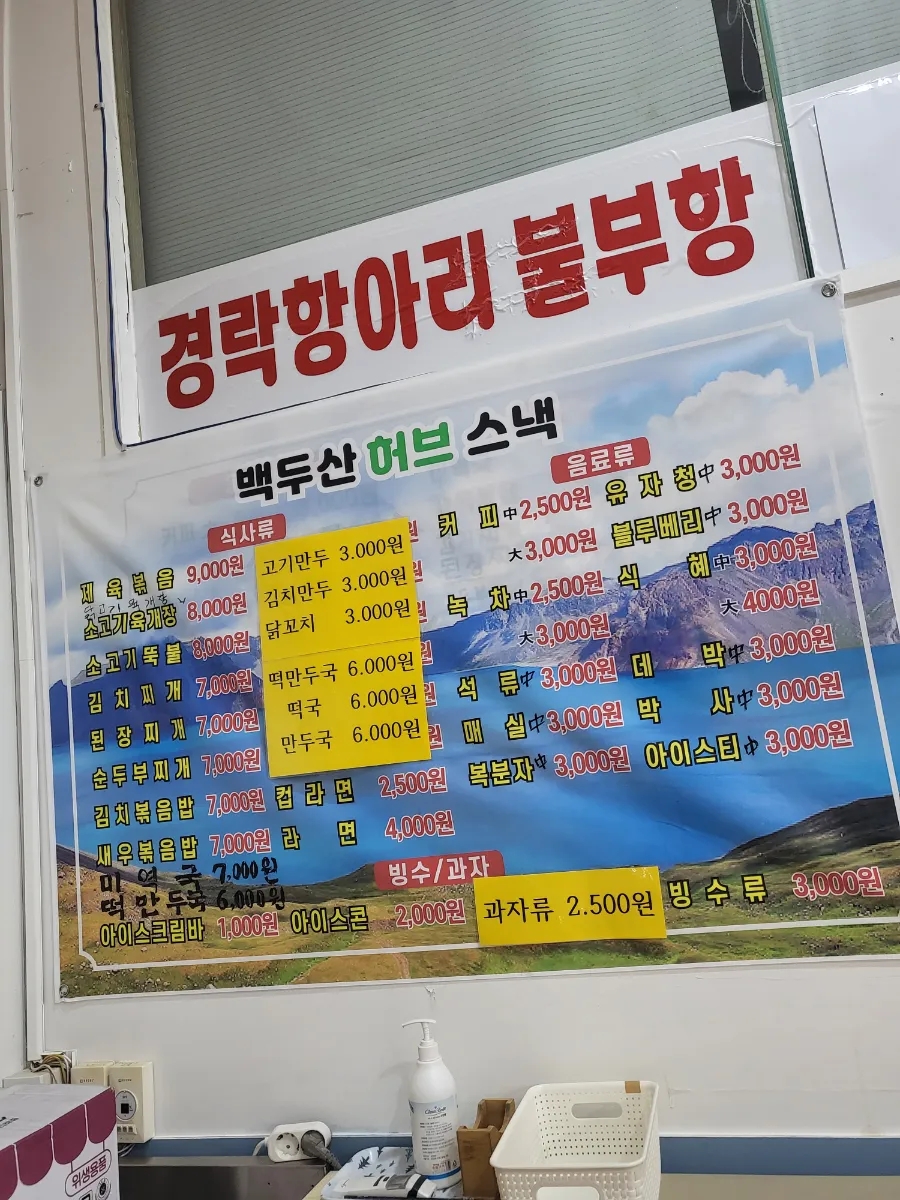 경락항아리 불부항
백두산 허브 스낵
식사류
제육볶음 9,000원
닭고기 육개장
소고기육개장 8,000원
소고기뚝불 8,000원
김치찌개 7,000원
된장찌개 7,000원
순두부찌개 7,000원
김치볶음밥 7,000원
새우볶음밥 7,000원
미역국 7,000원
떡만두국 6,000원
아이스크림바 1,000원
고기만두 3.000원
김치만두 3.000원
닭꼬치 3.000원
떡만두국 6.000원
떡국 6.000원
만두국 6.000원
컵라면 2,500원
라면 4,000원
음료류
커피 中 2,500원
大 3,000원
녹차 中 2,500원
大 3,000원
석류 中 3,000원
매실 中 3,000원
복분자 中 3,000원
유자청 中 3,000원
블루베리 中 3,000원
식혜 中 3,000원
大 4000원
데박 中 3,000원
박사 中 3,000원
아이스티 中 3,000원
빙수/과자
아이스콘 2,000원
과자류 2.500원
빙수류 3,000원
위생용품